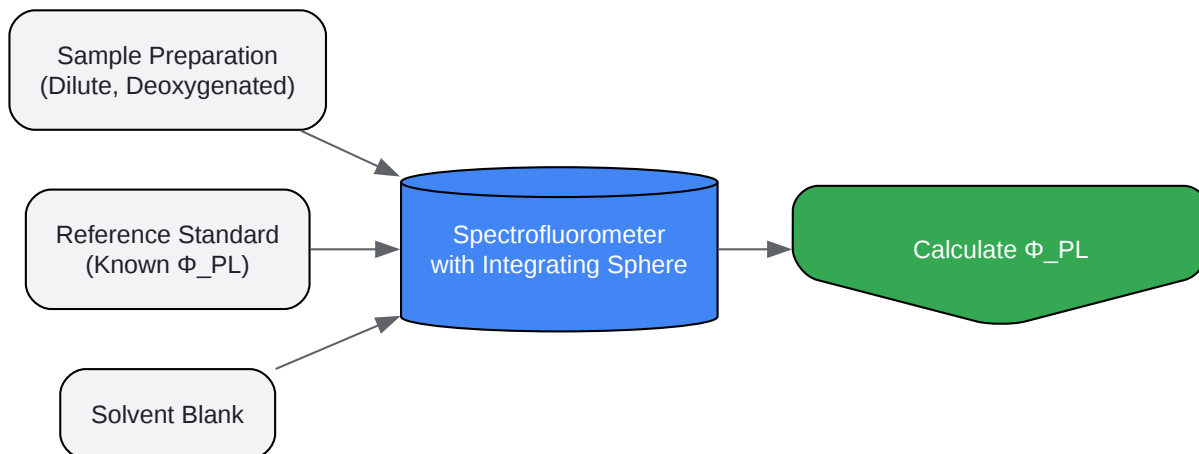 Sample Preparation
(Dilute, Deoxygenated)
Reference Standard
(Known Φ_PL)
Solvent Blank
Spectrofluorometer
with Integrating Sphere
Calculate Φ_PL